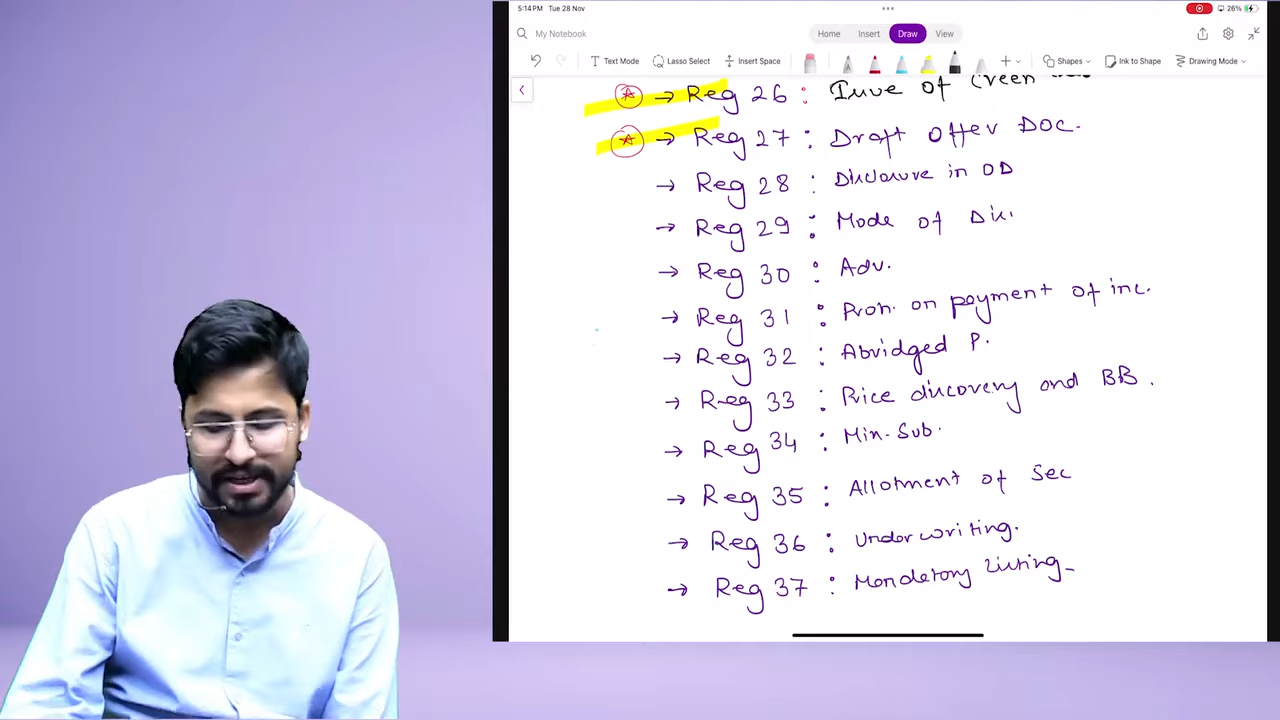 5:14 PM Tue 28 Nov
26%
My Notebook
Home Insert Draw View
Text Mode Lasso Select Insert Space Shapes Ink to Shape Drawing Mode
→ Reg 26 : Issue of Green
→ Reg 27 : Draft Offer Doc.
→ Reg 28 : Disclosure in OD
→ Reg 29 : Mode of Dis.
→ Reg 30 : Adv.
→ Reg 31 : Proh. on payment of inc.
→ Reg 32 : Abridged P.
→ Reg 33 : Price discovery and BB.
→ Reg 34 : Min. Sub.
→ Reg 35 : Allotment of Sec
→ Reg 36 : Underwriting.
→ Reg 37 : Mandatory Listing